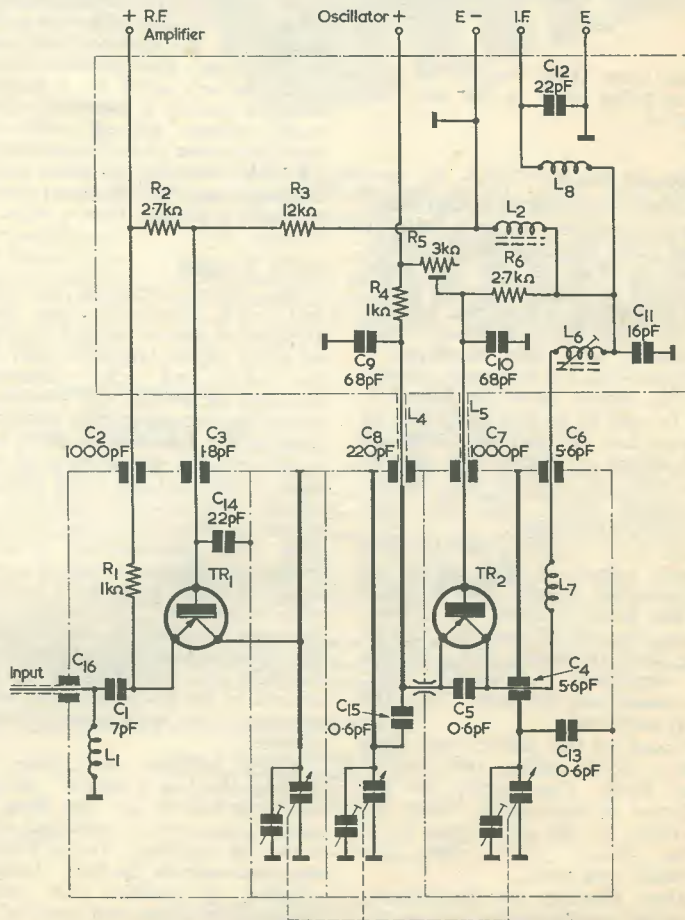 + R.F.
Amplifier
Oscillator +
E -
I.F.
E
C12
22pF
L8
R2
2·7kΩ
R3
12kΩ
L2
R5
3kΩ
R6
2·7kΩ
R4
1kΩ
C11
16pF
L6
C9
68pF
C10
68pF
L4
L5
C2
1000pF
C3
1·8pF
C8
220pF
C7
1000pF
C6
5·6pF
C14
22pF
R1
1kΩ
TR1
TR2
L7
Input
C16
C1
7pF
L1
C15
0·6pF
C5
0·6pF
C4
5·6pF
C13
0·6pF